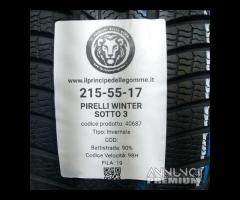 www.ilprincipedellegomme.it
215-55-17
PIRELLI WINTER
SOTTO 3
codice prodotto: 40687
Tipo: Invernale
COD:
Battistrada: 90%
Codice Velocità: 98H
FILA: 19
ANNUNCI
PREMIUM